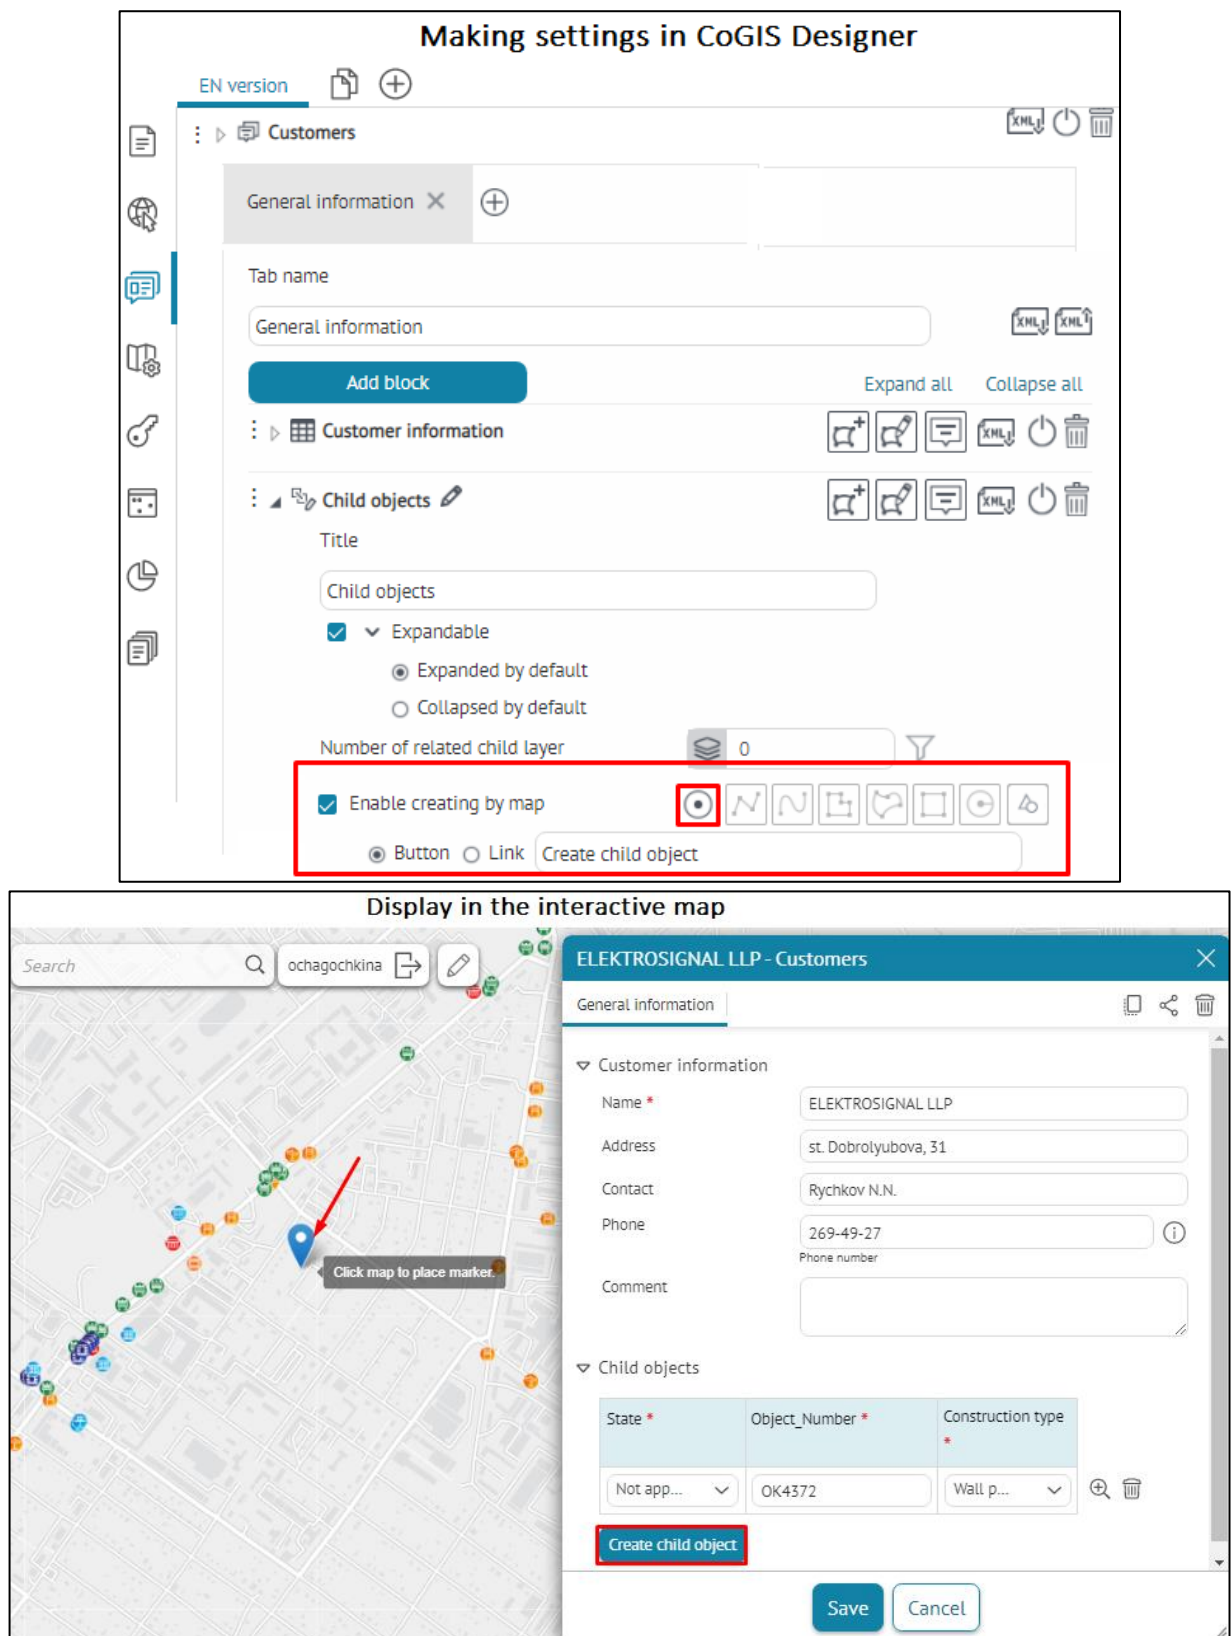 Making settings in CoGIS Designer
EN version
Customers
XML
General information
Tab name
General information
XML XML
Add block
Expand all Collapse all
Customer information
XML
Child objects
XML
Title
Child objects
Expandable
Expanded by default
Collapsed by default
Number of related child layer 0
Enable creating by map
Button Link Create child object
Display in the interactive map
Search
ochagochkina
ELEKTROSIGNAL LLP - Customers
General information
Customer information
Name * ELEKTROSIGNAL LLP
Address st. Dobrolyubova, 31
Contact Rychkov N.N.
Phone 269-49-27
Phone number
Click map to place marker.
Comment
Child objects
State * Object_Number * Construction type
*
Not app... OK4372 Wall p...
Create child object
Save Cancel